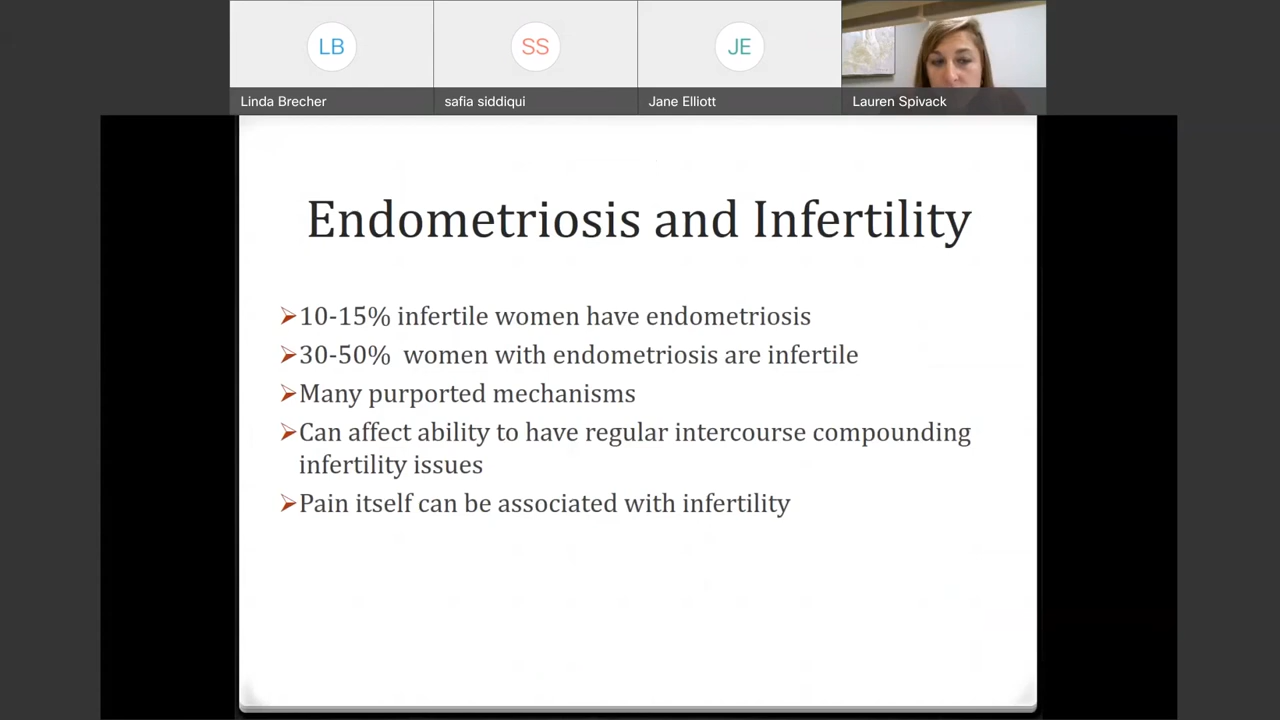 LB
SS
JE
Linda Brecher
safia siddiqui
Jane Elliott
Lauren Spivack
Endometriosis and Infertility
10-15% infertile women have endometriosis
30-50% women with endometriosis are infertile
Many purported mechanisms
Can affect ability to have regular intercourse compounding
infertility issues
Pain itself can be associated with infertility